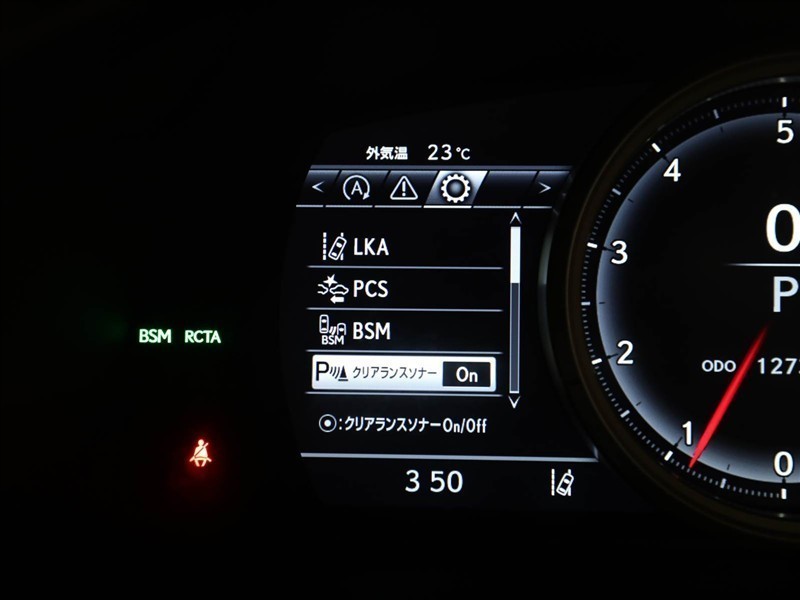 外気温 23℃
< A >
LKA
PCS
BSM
BSM
P クリアランスソナー On
:クリアランスソナーOn/Off
3 50
BSM RCTA
5
4
3
2
1
0
0
P
ODO 127